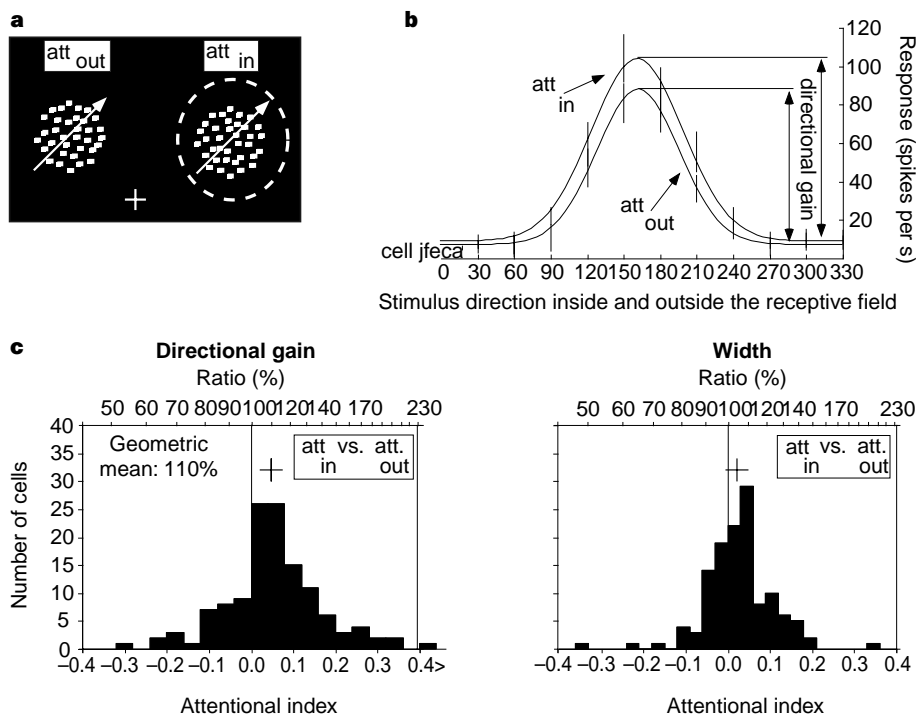 a
att out
att in
b
att in
att out
directional gain
cell jfeca
120
100
80
60
40
20
Response (spikes per s)
0 30 60 90 120 150 180 210 240 270 300 330
Stimulus direction inside and outside the receptive field
c
Directional gain
Ratio (%)
50 60 70 80 90 100 120 140 170 230
Geometric mean: 110%
att in vs. att. out
40
35
30
25
20
15
10
5
0
Number of cells
−0.4 −0.3 −0.2 −0.1 0.0 0.1 0.2 0.3 0.4>
Attentional index
Width
Ratio (%)
50 60 70 80 90 100 120 140 170 230
att in vs. att. out
−0.4 −0.3 −0.2 −0.1 0.0 0.1 0.2 0.3 0.4
Attentional index